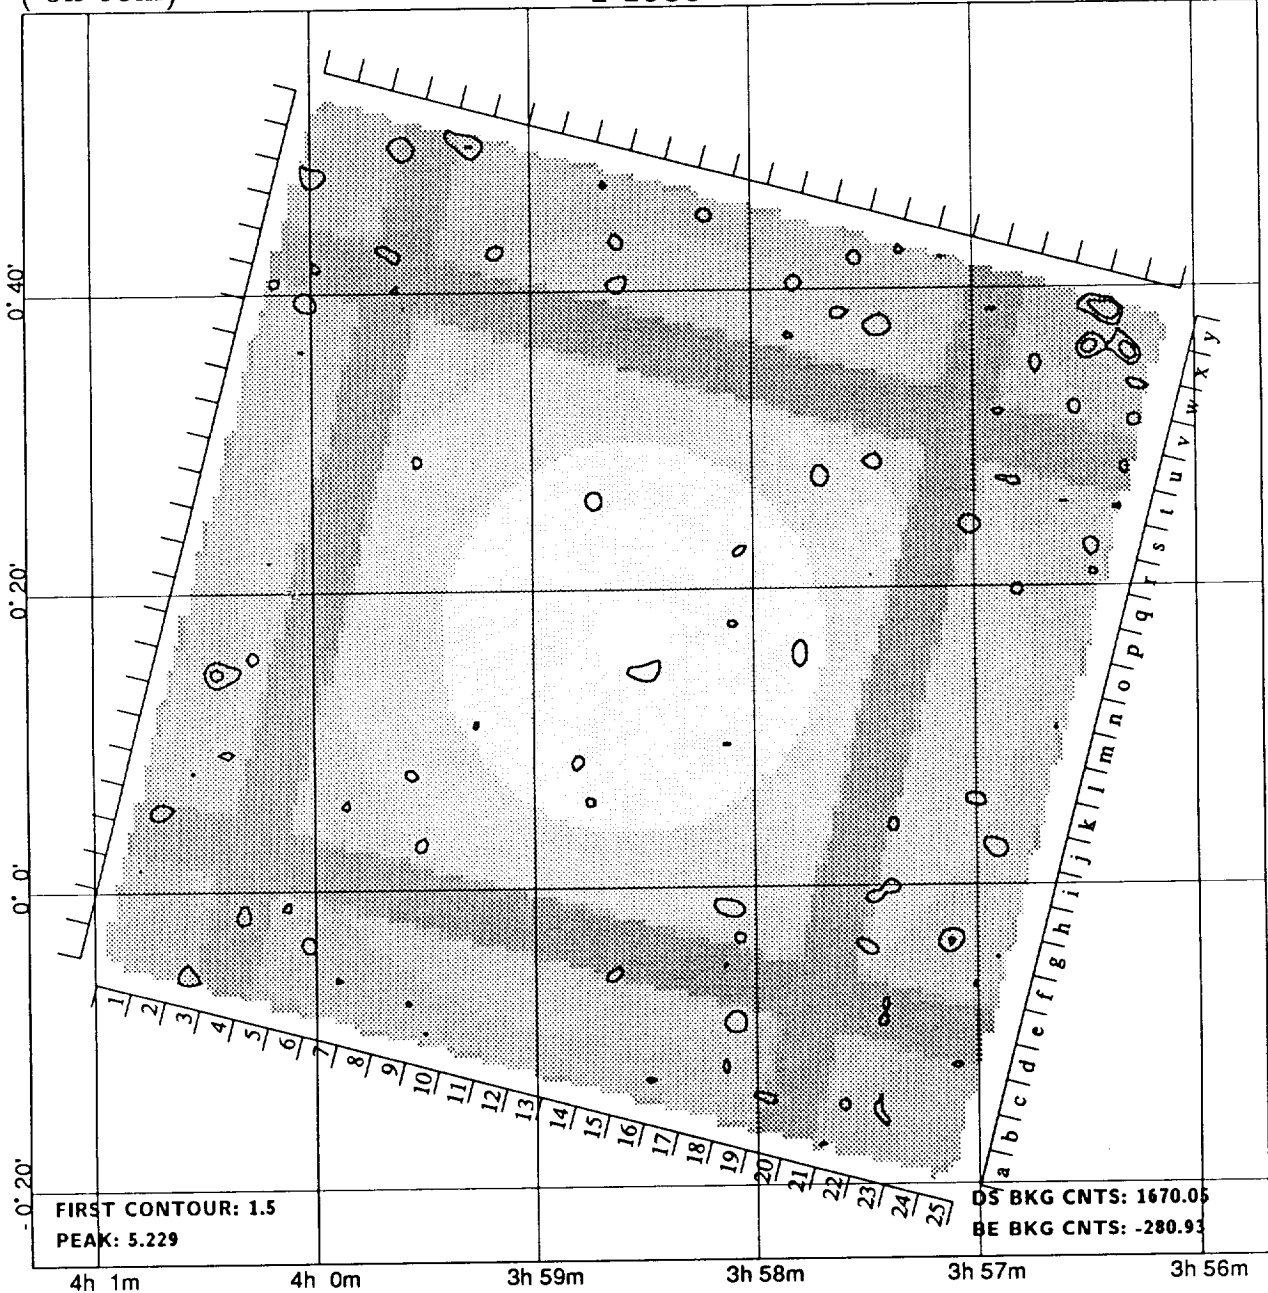 0° 40'
0° 20'
0° 0'
- 0° 20'
y
x
w
v
u
t
s
r
q
p
o
n
m
l
k
j
i
h
g
f
e
d
c
b
a
1 2 3 4 5 6 7 8 9 10 11 12 13 14 15 16 17 18 19 20 21 22 23 24 25
FIRST CONTOUR: 1.5
PEAK: 5.229
DS BKG CNTS: 1670.05
BE BKG CNTS: -280.93
4h 1m 4h 0m 3h 59m 3h 58m 3h 57m 3h 56m